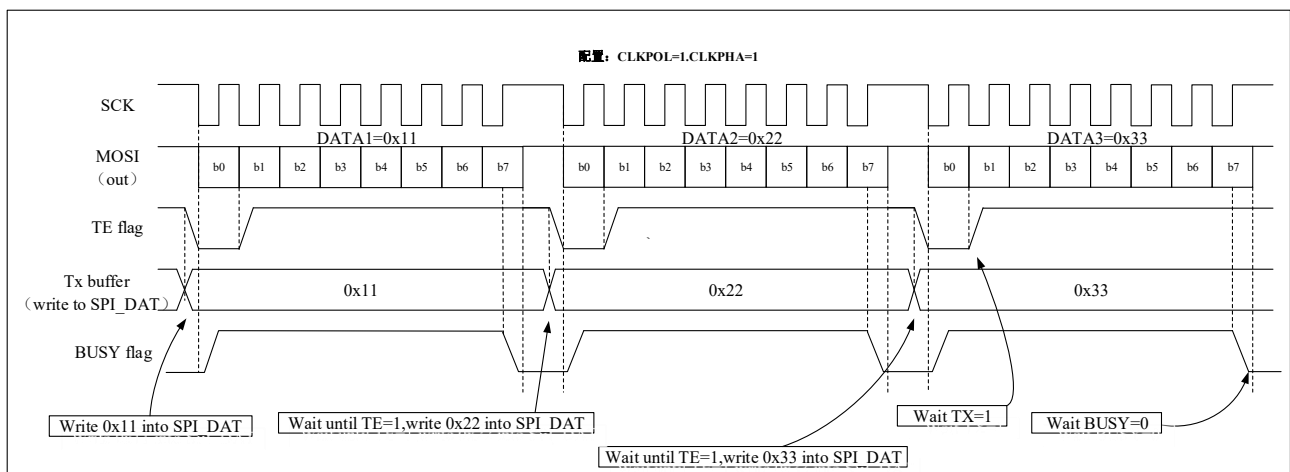 配置：CLKPOL=1.CLKPHA=1
SCK
DATA1=0x11
DATA2=0x22
DATA3=0x33
MOSI
（out）
b0 b1 b2 b3 b4 b5 b6 b7
b0 b1 b2 b3 b4 b5 b6 b7
b0 b1 b2 b3 b4 b5 b6 b7
TE flag
Tx buffer
（write to SPI_DAT）
0x11
0x22
0x33
BUSY flag
Write 0x11 into SPI_DAT
Wait until TE=1,write 0x22 into SPI_DAT
Wait until TE=1,write 0x33 into SPI_DAT
Wait TX=1
Wait BUSY=0